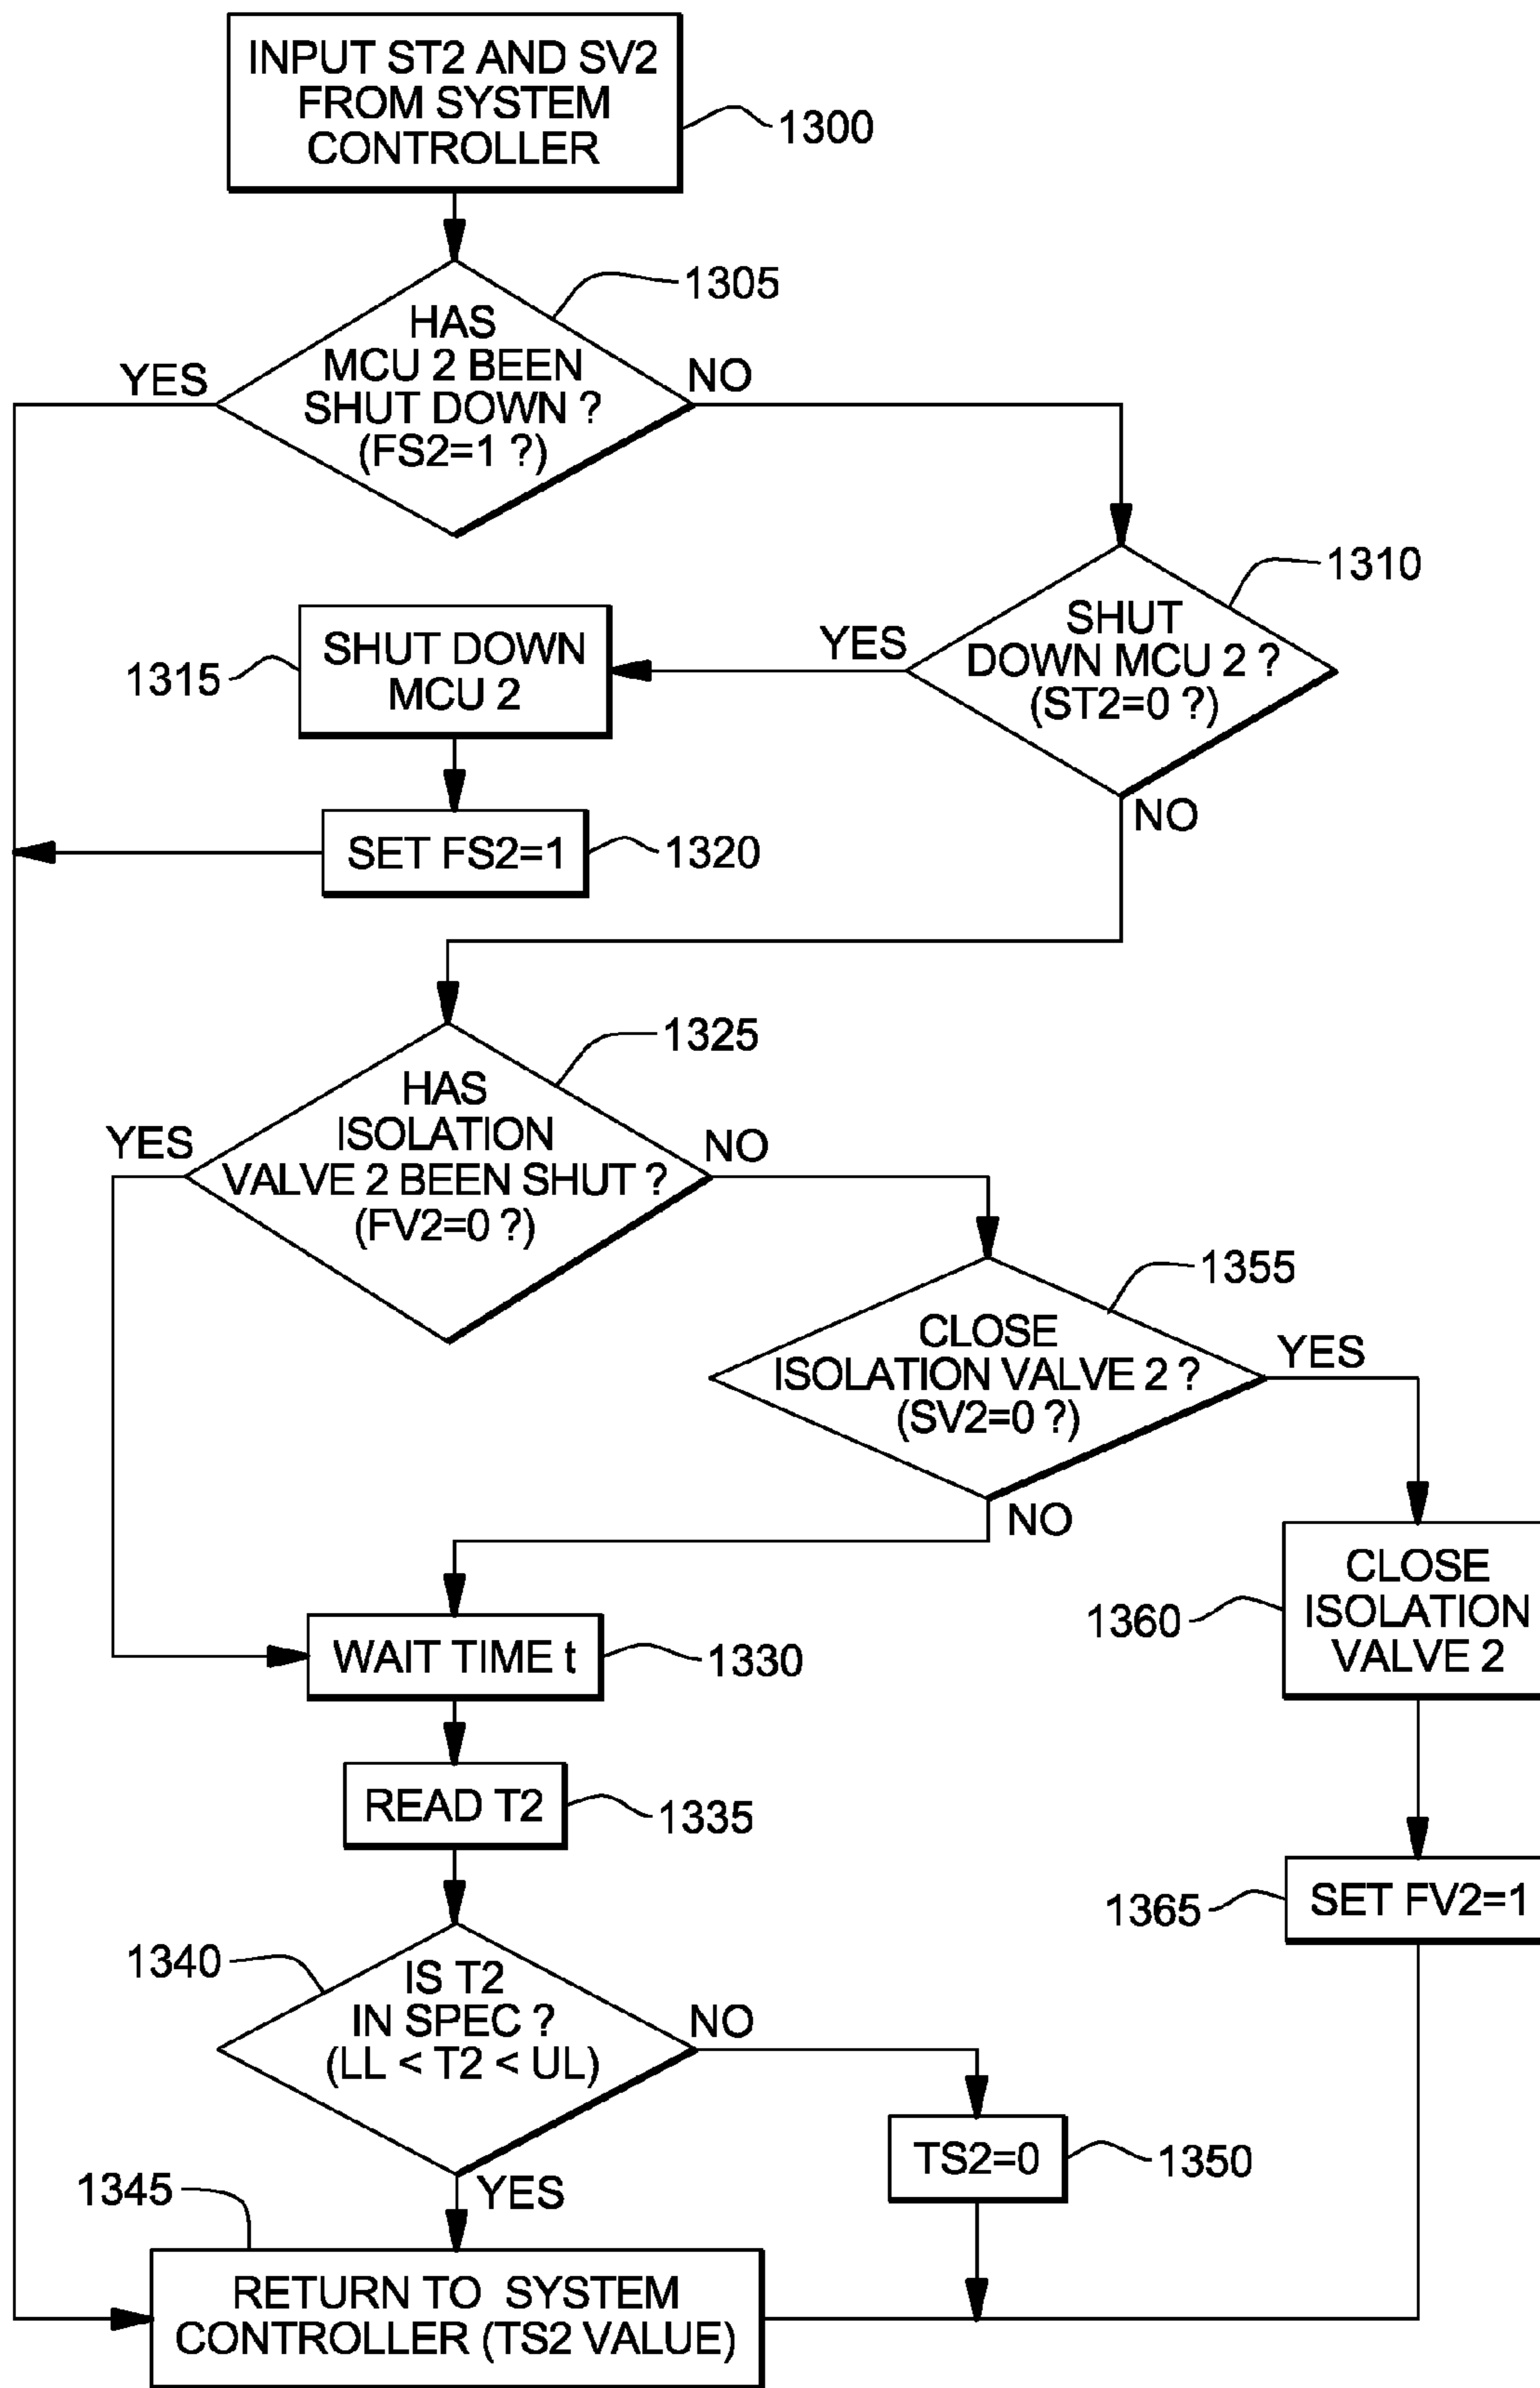 INPUT ST2 AND SV2
FROM SYSTEM
CONTROLLER
1300
1305
HAS
MCU 2 BEEN
SHUT DOWN ?
(FS2=1 ?)
YES
NO
1310
SHUT
DOWN MCU 2 ?
(ST2=0 ?)
YES
NO
SHUT DOWN
MCU 2
1315
SET FS2=1
1320
1325
HAS
ISOLATION
VALVE 2 BEEN SHUT ?
(FV2=0 ?)
YES
NO
1355
CLOSE
ISOLATION VALVE 2 ?
(SV2=0 ?)
YES
NO
CLOSE
ISOLATION
VALVE 2
1360
WAIT TIME t
1330
READ T2
1335
SET FV2=1
1365
1340
IS T2
IN SPEC ?
(LL < T2 < UL)
NO
YES
TS2=0
1350
1345
RETURN TO SYSTEM
CONTROLLER (TS2 VALUE)